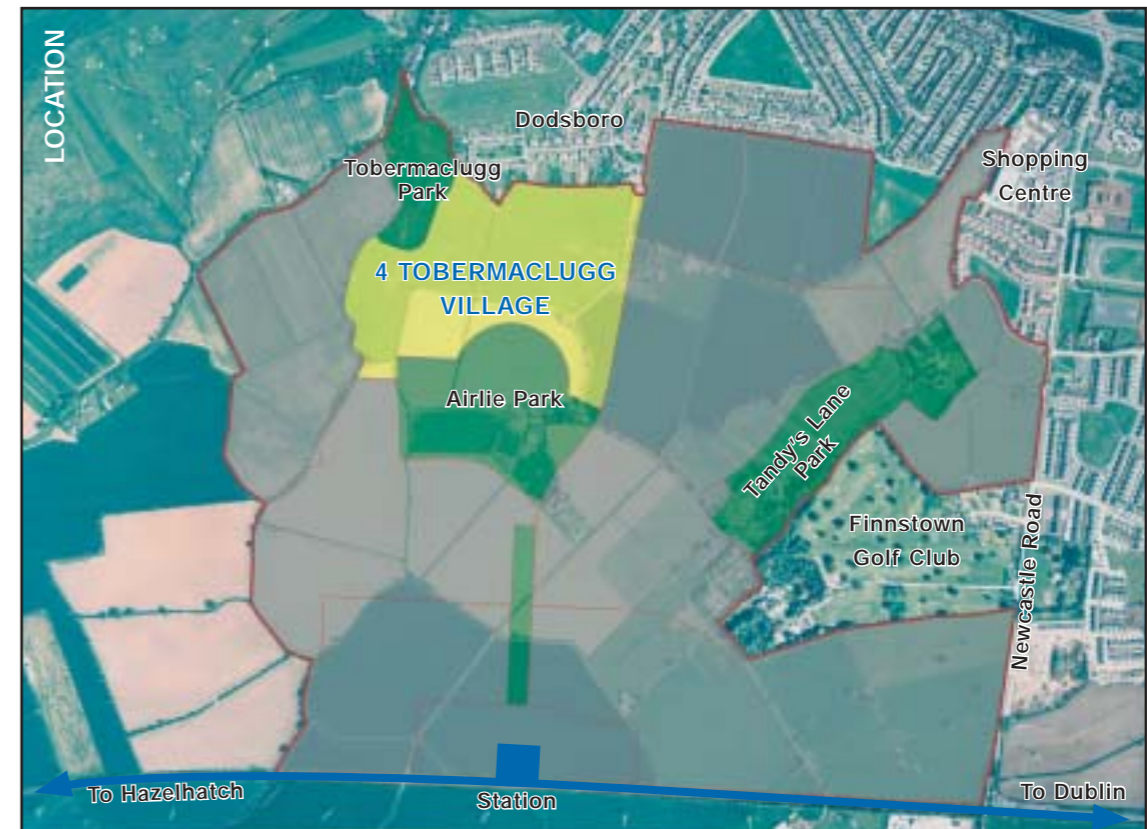 LOCATION
Dodsboro
Shopping
Centre
Tobermaclugg
Park
4 TOBERMACLUGG
VILLAGE
Airlie Park
Tandy's Lane
Park
Finnstown
Golf Club
Newcastle Road
To Hazelhatch
Station
To Dublin